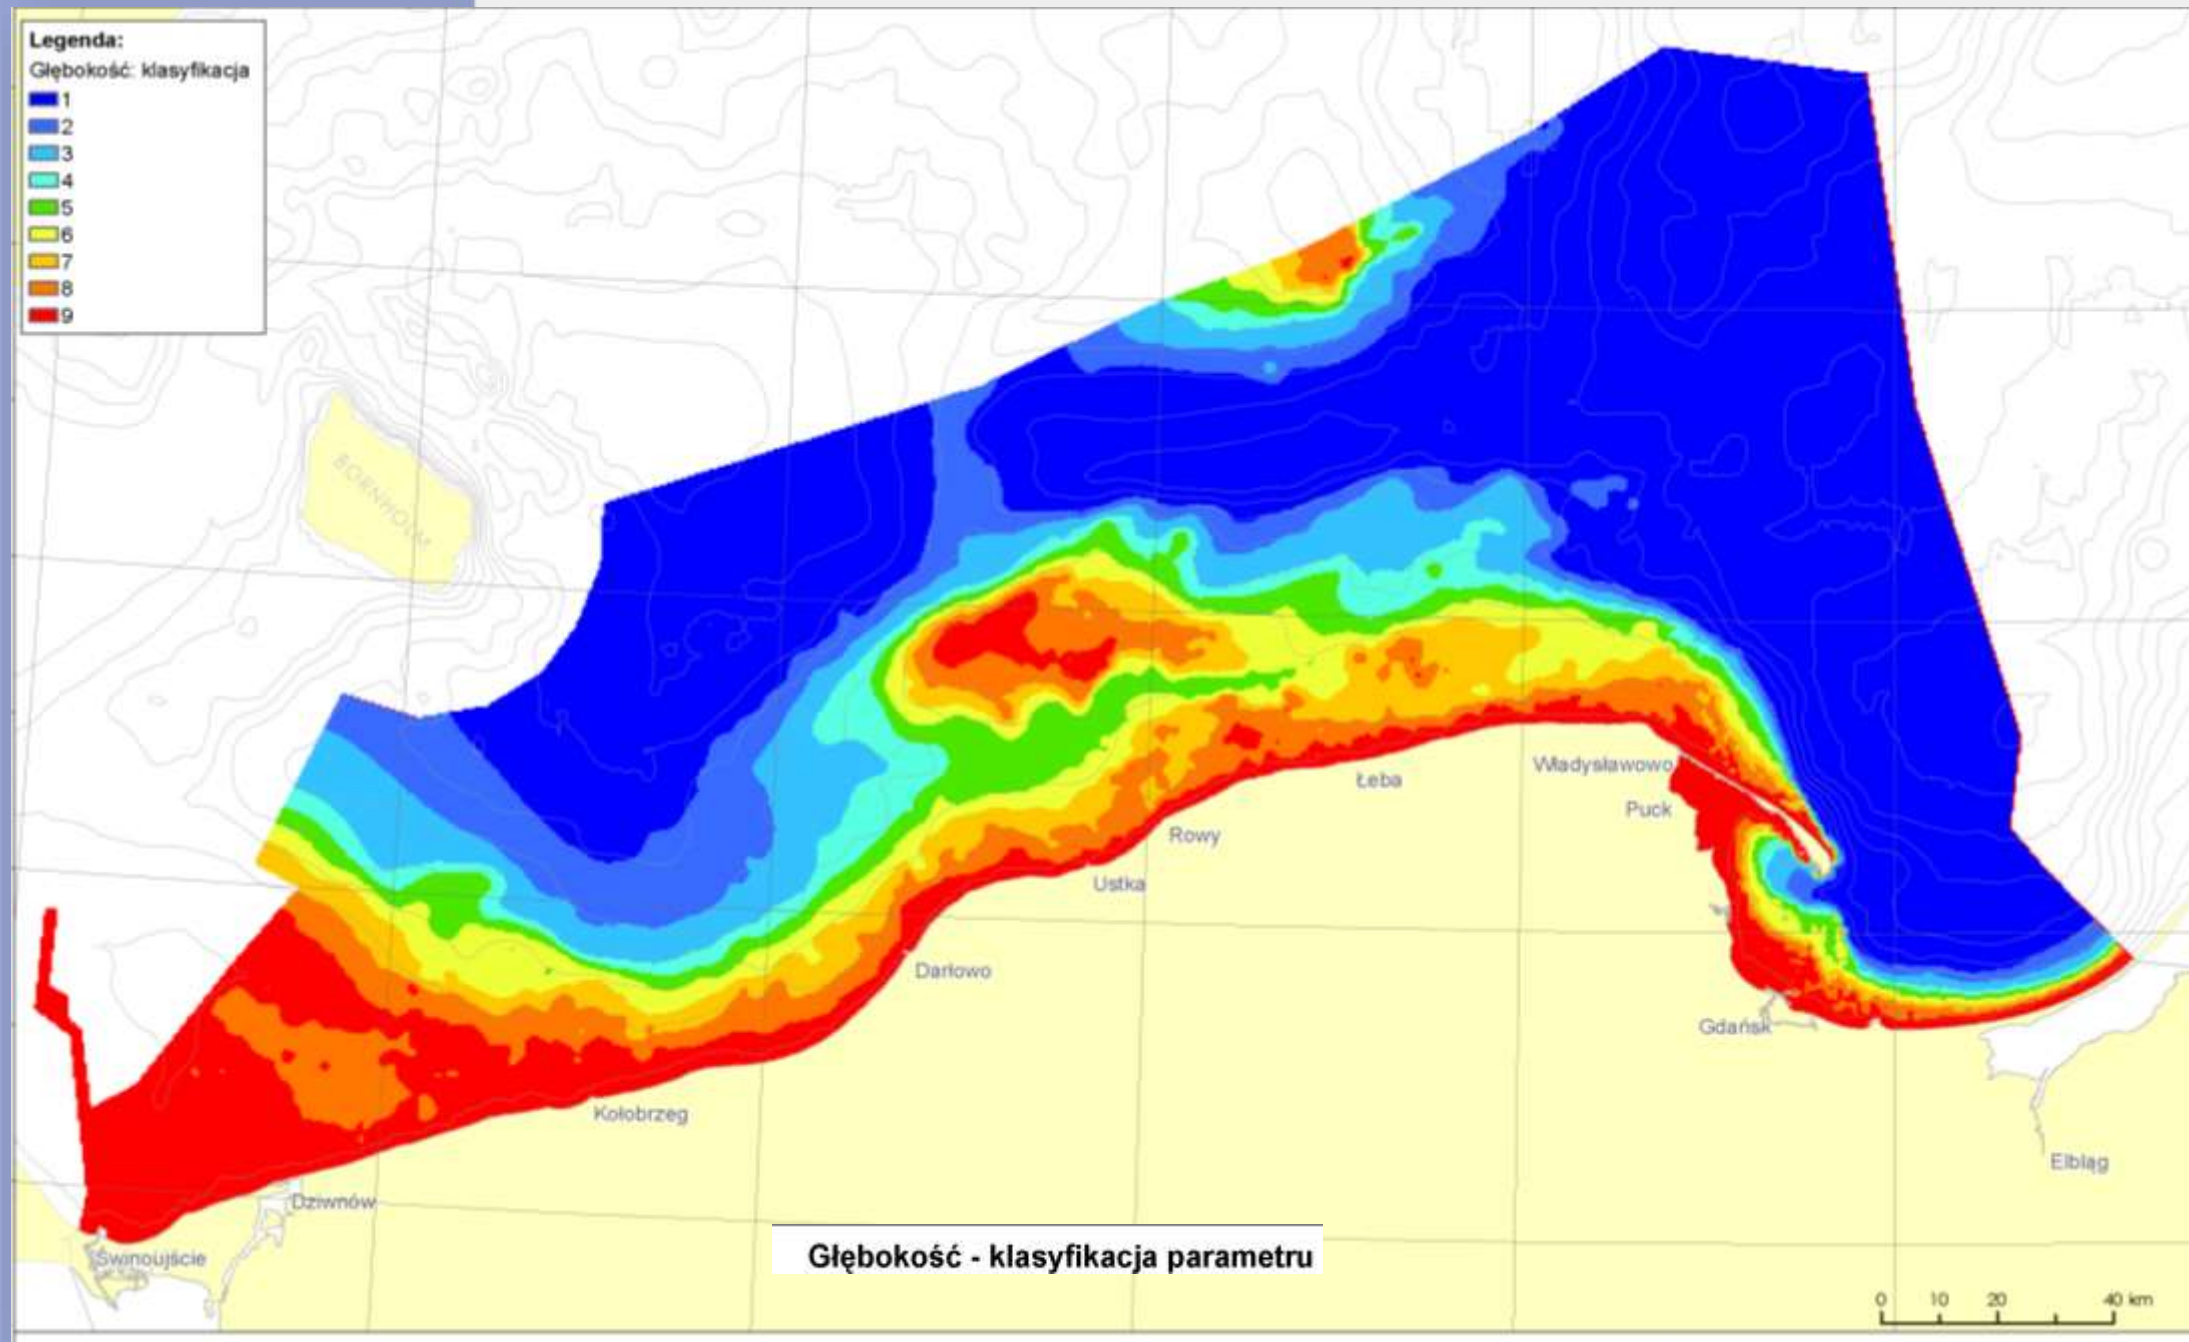 Legenda:
Głębokość: klasyfikacja
1
2
3
4
5
6
7
8
9
BORNHOLM
Władysławowo
Łeba
Puck
Rowy
Ustka
Darłowo
Gdańsk
Kołobrzeg
Elbląg
Dziwnów
Świnoujście
Głębokość - klasyfikacja parametru
0 10 20 40 km